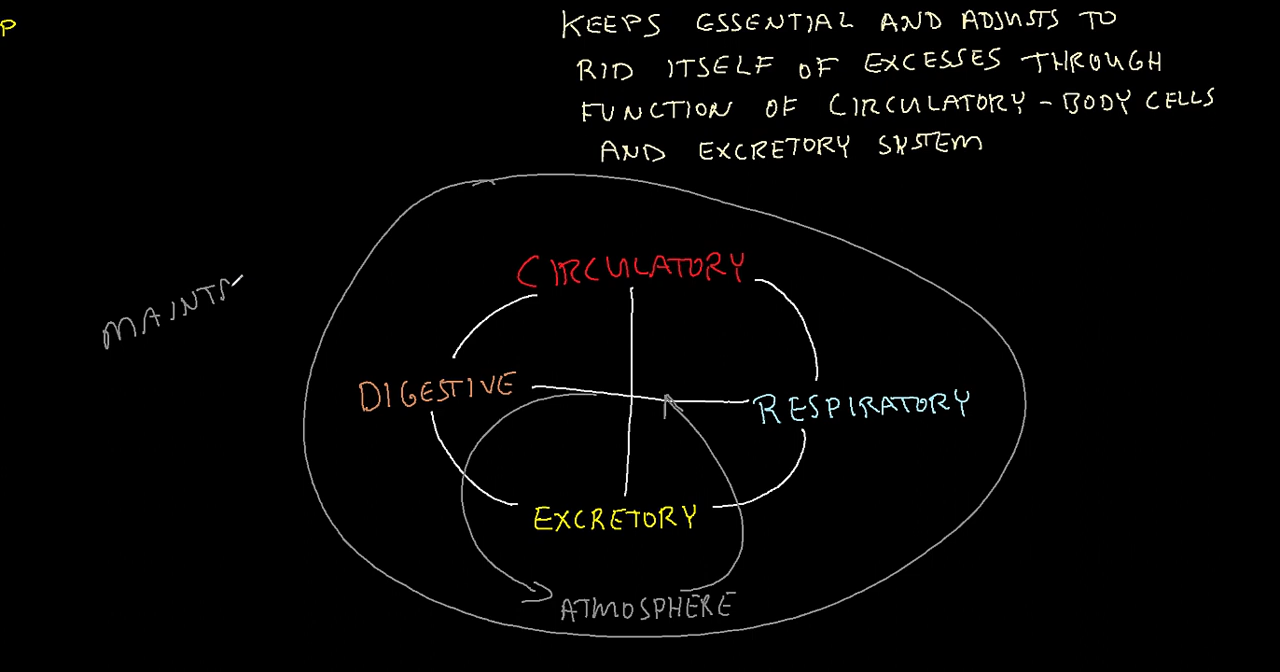 P
KEEPS ESSENTIAL AND ADJUSTS TO
RID ITSELF OF EXCESSES THROUGH
FUNCTION OF CIRCULATORY - BODY CELLS
AND EXCRETORY SYSTEM
CIRCULATORY
MAINTS
DIGESTIVE
RESPIRATORY
EXCRETORY
ATMOSPHERE